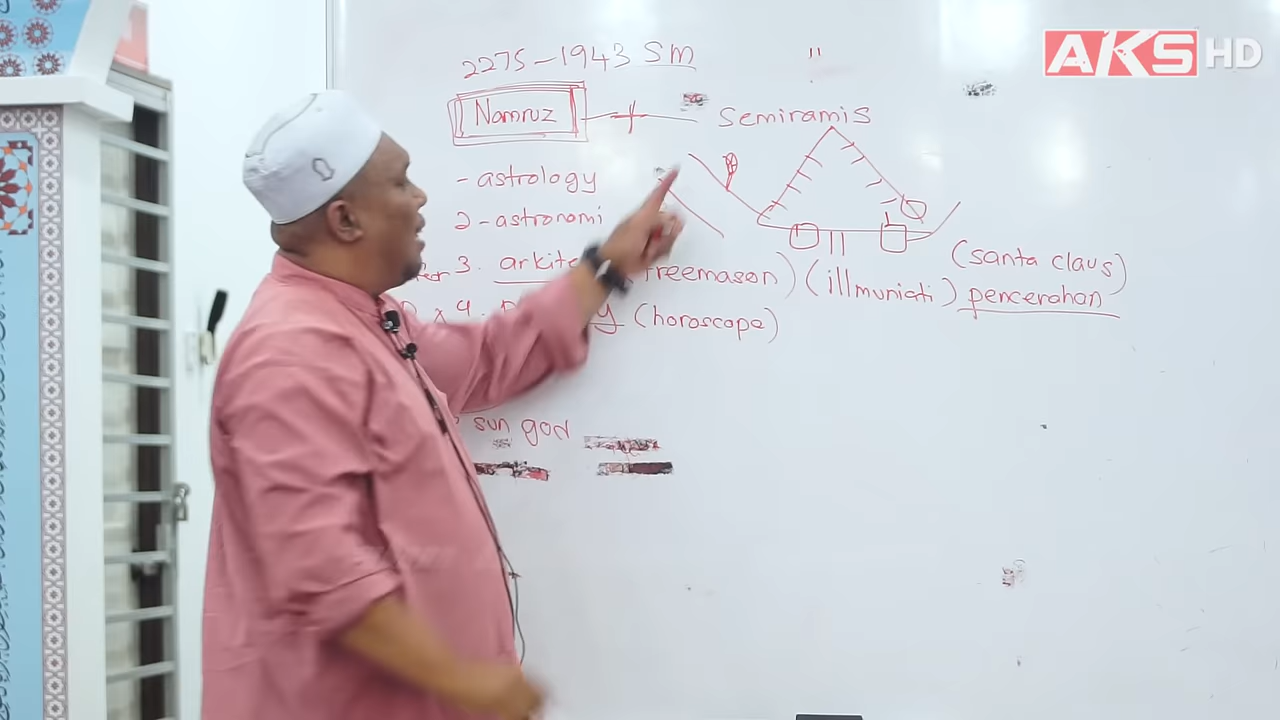 AKS HD
2275-1943 SM "
Namruz Semiramis
- astrology
2-astronomi
3. (freemason) (illmuniati) pencerahan
(santa claus)
4. (horoscope)
sun god